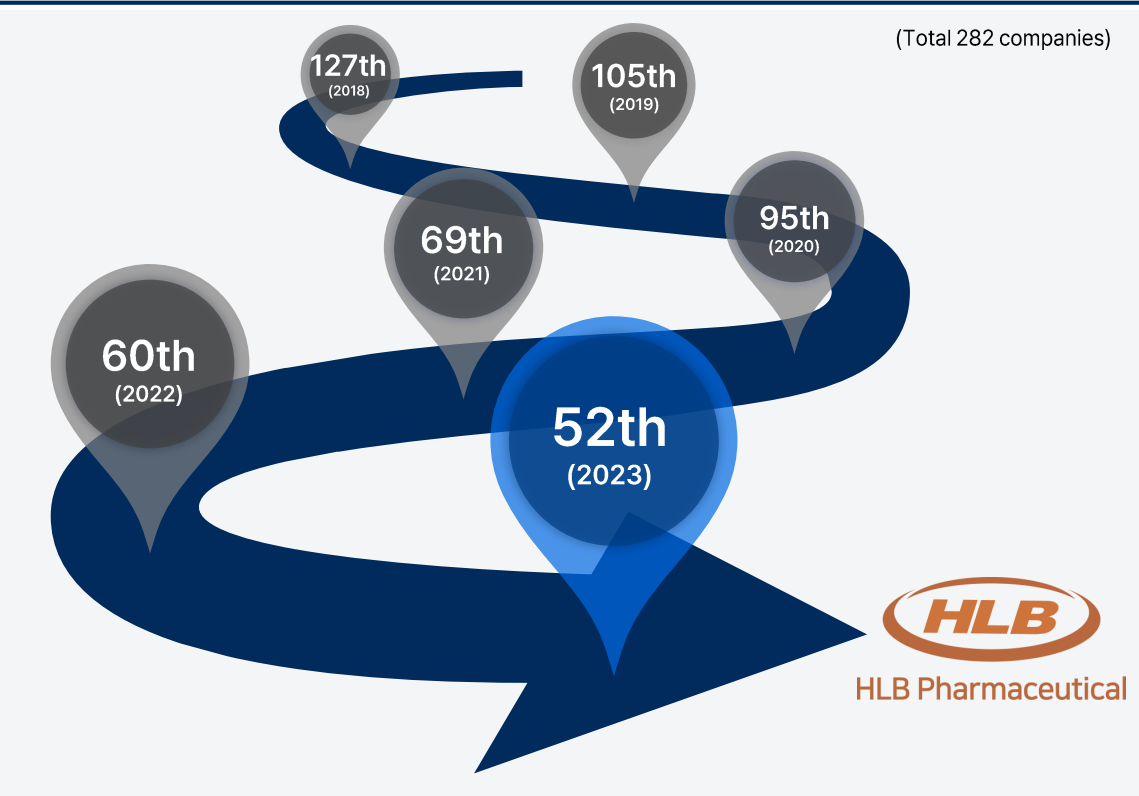 (Total 282 companies)
127th
(2018)
105th
(2019)
95th
(2020)
69th
(2021)
60th
(2022)
52th
(2023)
HLB
HLB Pharmaceutical